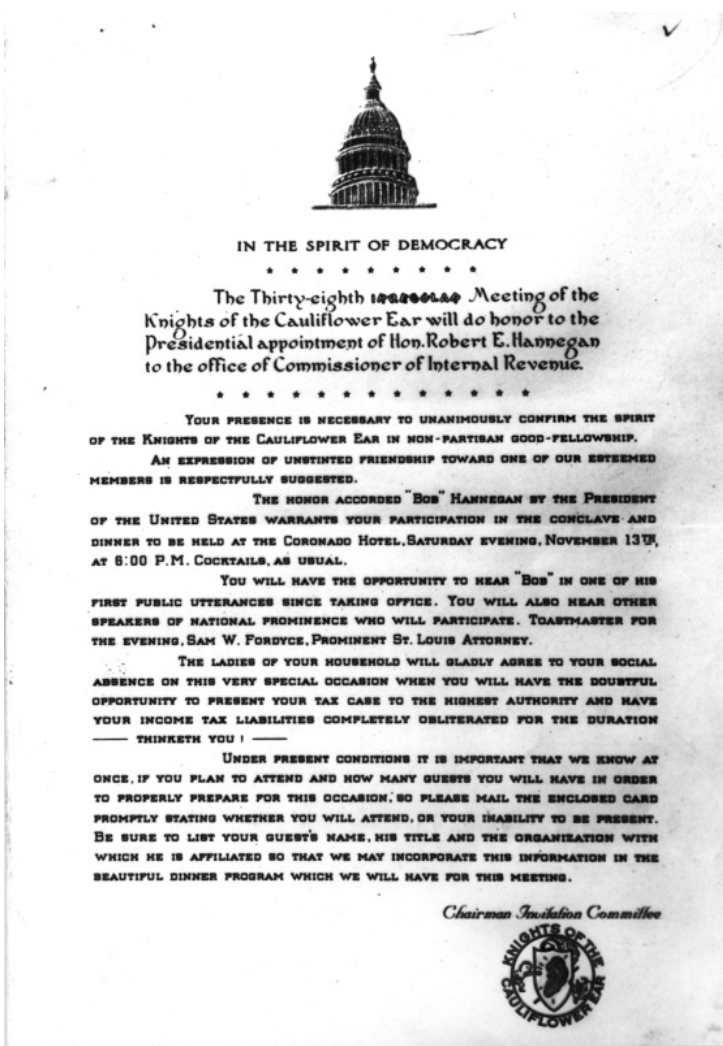 IN THE SPIRIT OF DEMOCRACY
* * * * * * * * *
The Thirty-eighth IRREGULAR Meeting of the
Knights of the Cauliflower Ear will do honor to the
Presidential appointment of Hon. Robert E. Hannegan
to the office of Commissioner of Internal Revenue.
* * * * * * * * * * * * *
YOUR PRESENCE IS NECESSARY TO UNANIMOUSLY CONFIRM THE SPIRIT
OF THE KNIGHTS OF THE CAULIFLOWER EAR IN NON-PARTISAN GOOD-FELLOWSHIP.
AN EXPRESSION OF UNSTINTED FRIENDSHIP TOWARD ONE OF OUR ESTEEMED
MEMBERS IS RESPECTFULLY SUGGESTED.
THE HONOR ACCORDED "BOB" HANNEGAN BY THE PRESIDENT
OF THE UNITED STATES WARRANTS YOUR PARTICIPATION IN THE CONCLAVE AND
DINNER TO BE HELD AT THE CORONADO HOTEL, SATURDAY EVENING, NOVEMBER 13TH,
AT 6:00 P.M. COCKTAILS, AS USUAL.
YOU WILL HAVE THE OPPORTUNITY TO HEAR "BOB" IN ONE OF HIS
FIRST PUBLIC UTTERANCES SINCE TAKING OFFICE. YOU WILL ALSO HEAR OTHER
SPEAKERS OF NATIONAL PROMINENCE WHO WILL PARTICIPATE. TOASTMASTER FOR
THE EVENING, SAM W. FORDYCE, PROMINENT ST. LOUIS ATTORNEY.
THE LADIES OF YOUR HOUSEHOLD WILL GLADLY AGREE TO YOUR SOCIAL
ABSENCE ON THIS VERY SPECIAL OCCASION WHEN YOU WILL HAVE THE DOUBTFUL
OPPORTUNITY TO PRESENT YOUR TAX CASE TO THE HIGHEST AUTHORITY AND HAVE
YOUR INCOME TAX LIABILITIES COMPLETELY OBLITERATED FOR THE DURATION
—— THINKETH YOU! ——
UNDER PRESENT CONDITIONS IT IS IMPORTANT THAT WE KNOW AT
ONCE, IF YOU PLAN TO ATTEND AND HOW MANY GUESTS YOU WILL HAVE IN ORDER
TO PROPERLY PREPARE FOR THIS OCCASION, SO PLEASE MAIL THE ENCLOSED CARD
PROMPTLY STATING WHETHER YOU WILL ATTEND, OR YOUR INABILITY TO BE PRESENT.
BE SURE TO LIST YOUR GUEST'S NAME, HIS TITLE AND THE ORGANIZATION WITH
WHICH HE IS AFFILIATED SO THAT WE MAY INCORPORATE THIS INFORMATION IN THE
BEAUTIFUL DINNER PROGRAM WHICH WE WILL HAVE FOR THIS MEETING.
Chairman Invitation Committee
KNIGHTS OF THE
CAULIFLOWER EAR